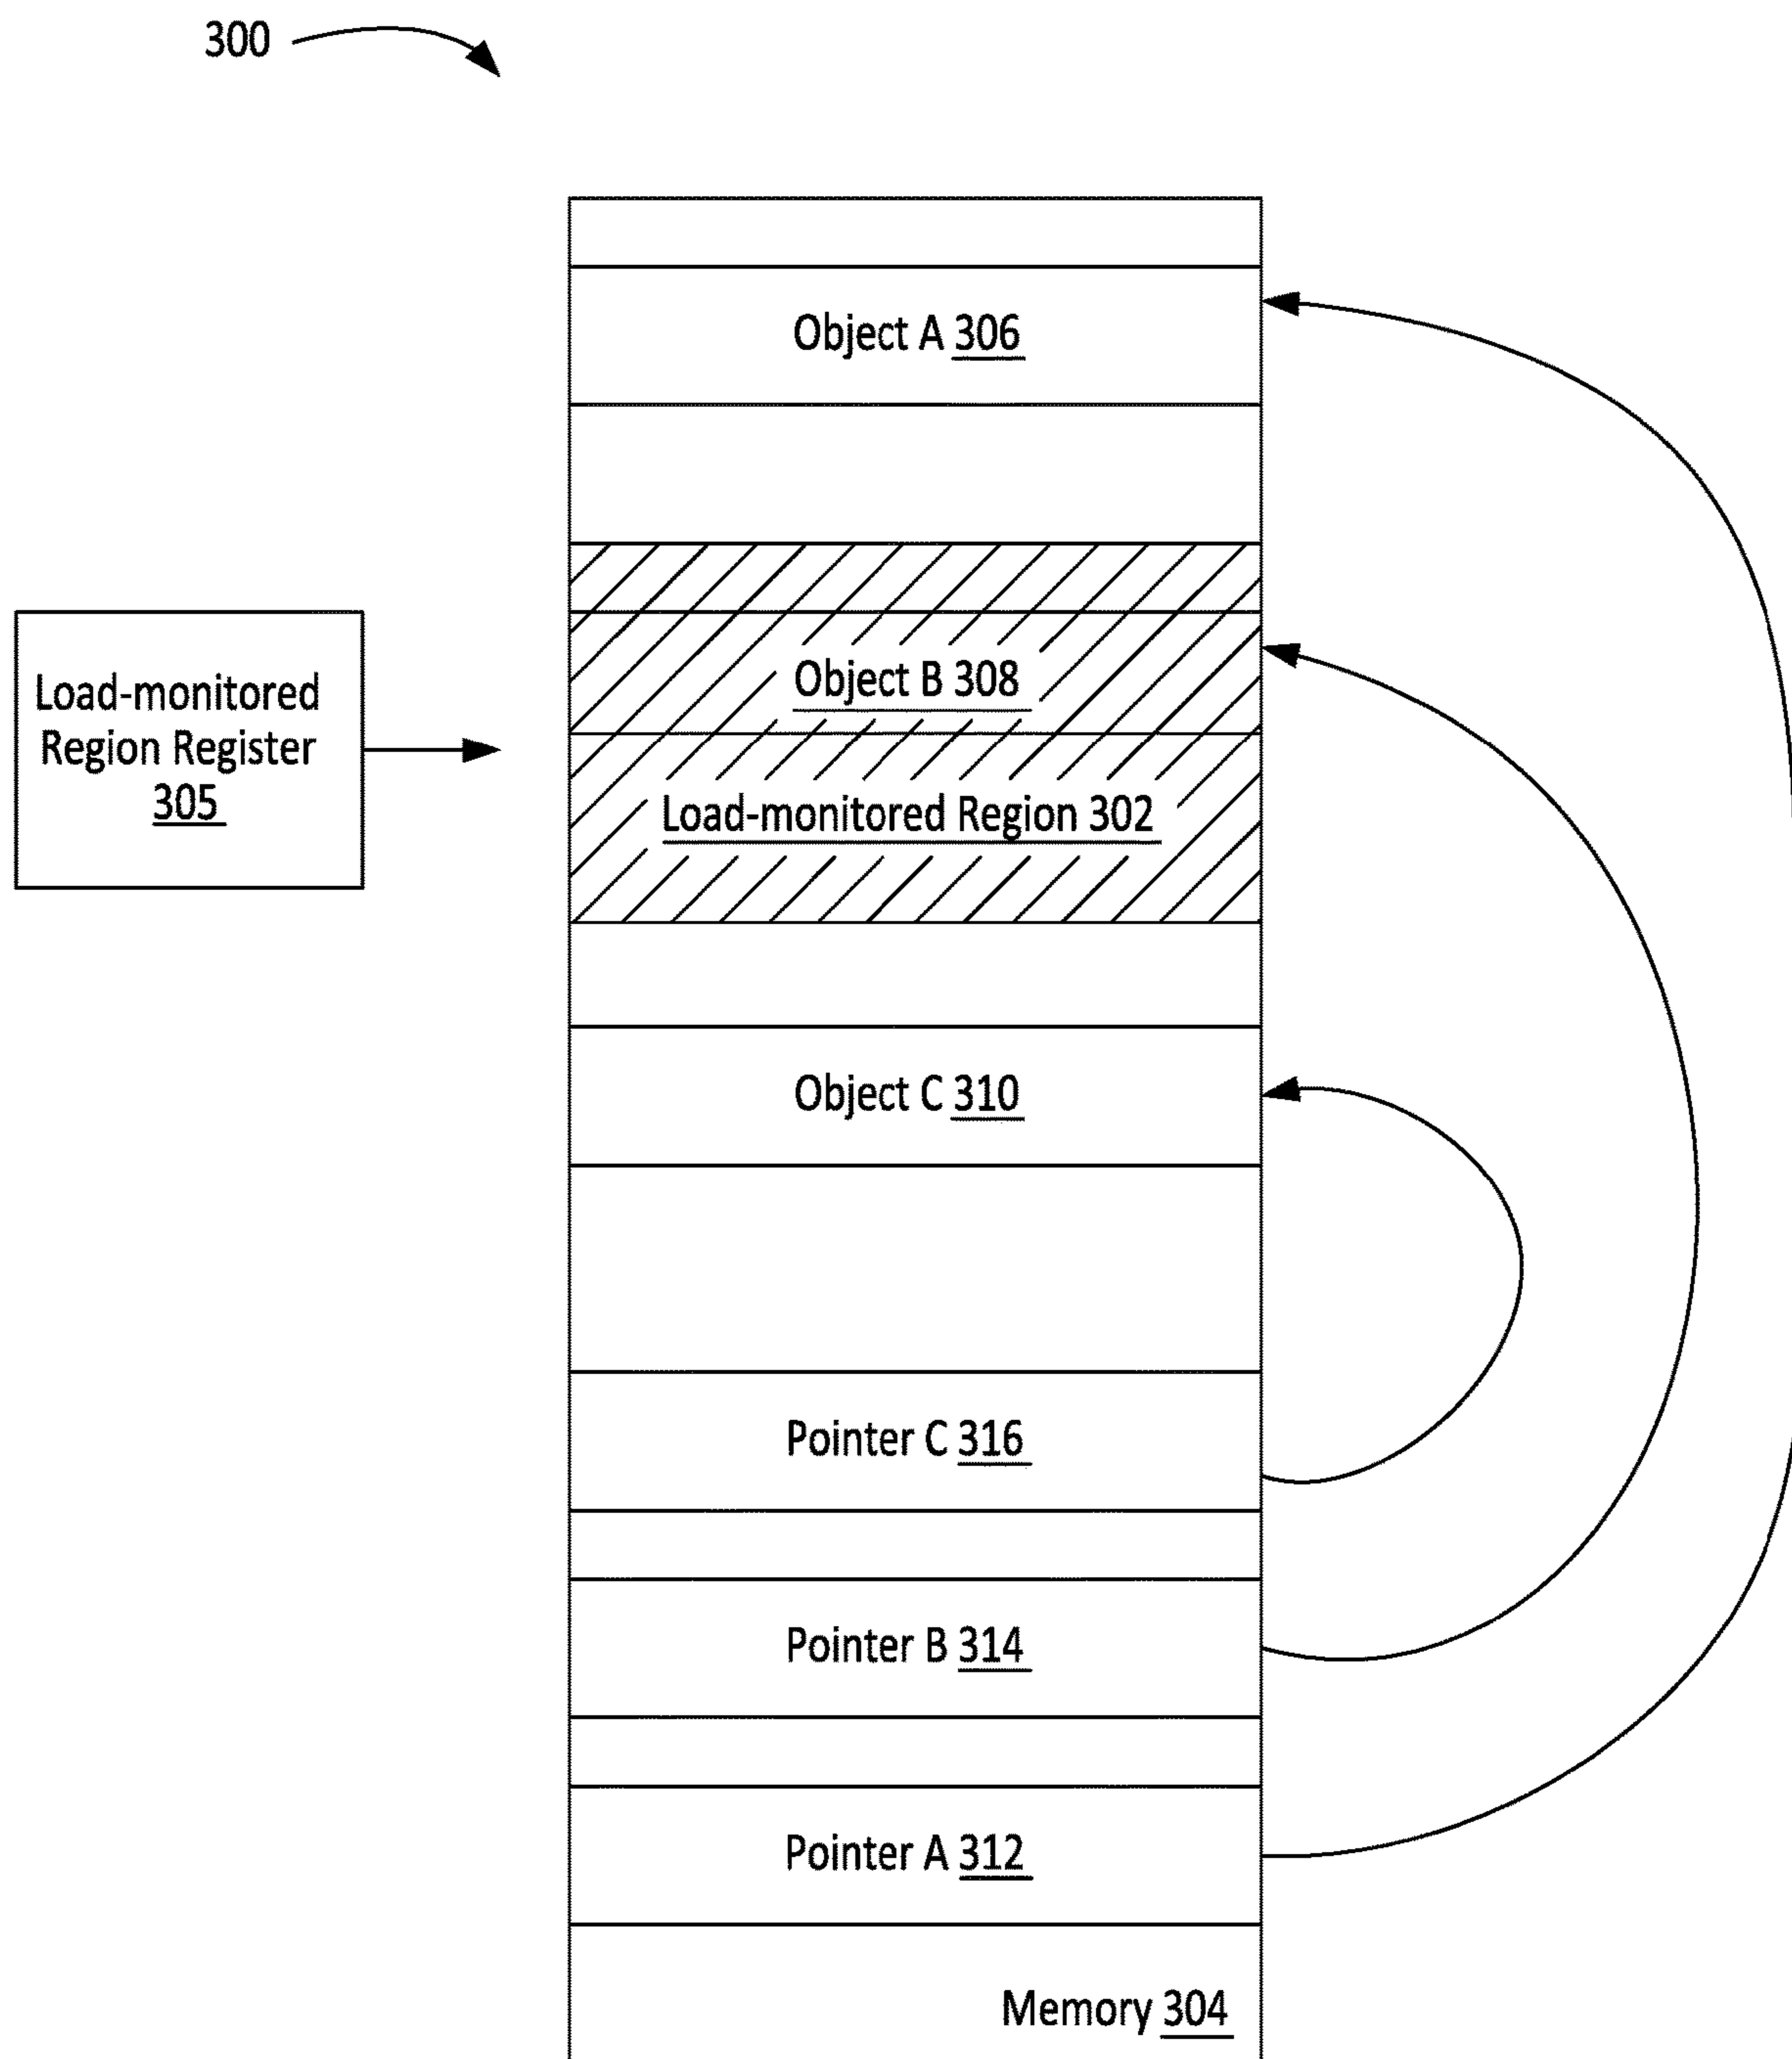 300
Object A 306
Object B 308
Load-monitored
Region Register
305
Load-monitored Region 302
Object C 310
Pointer C 316
Pointer B 314
Pointer A 312
Memory 304